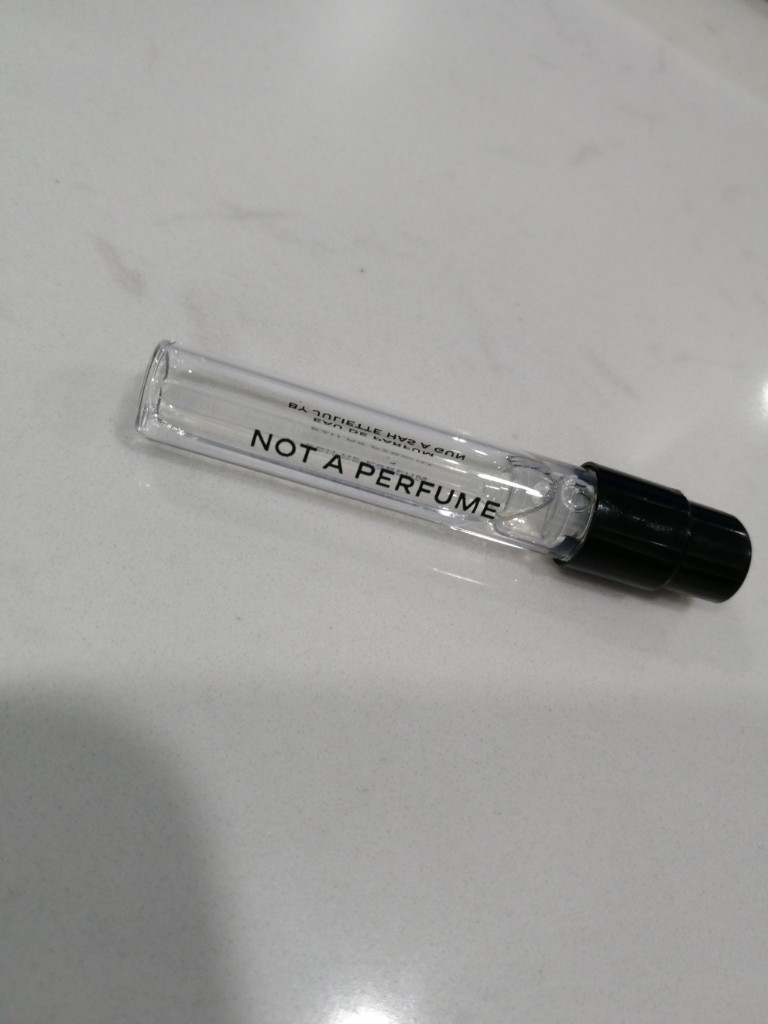 NOT A PERFUME
EAU DE PARFUM
BY JULIETTE HAS A GUN